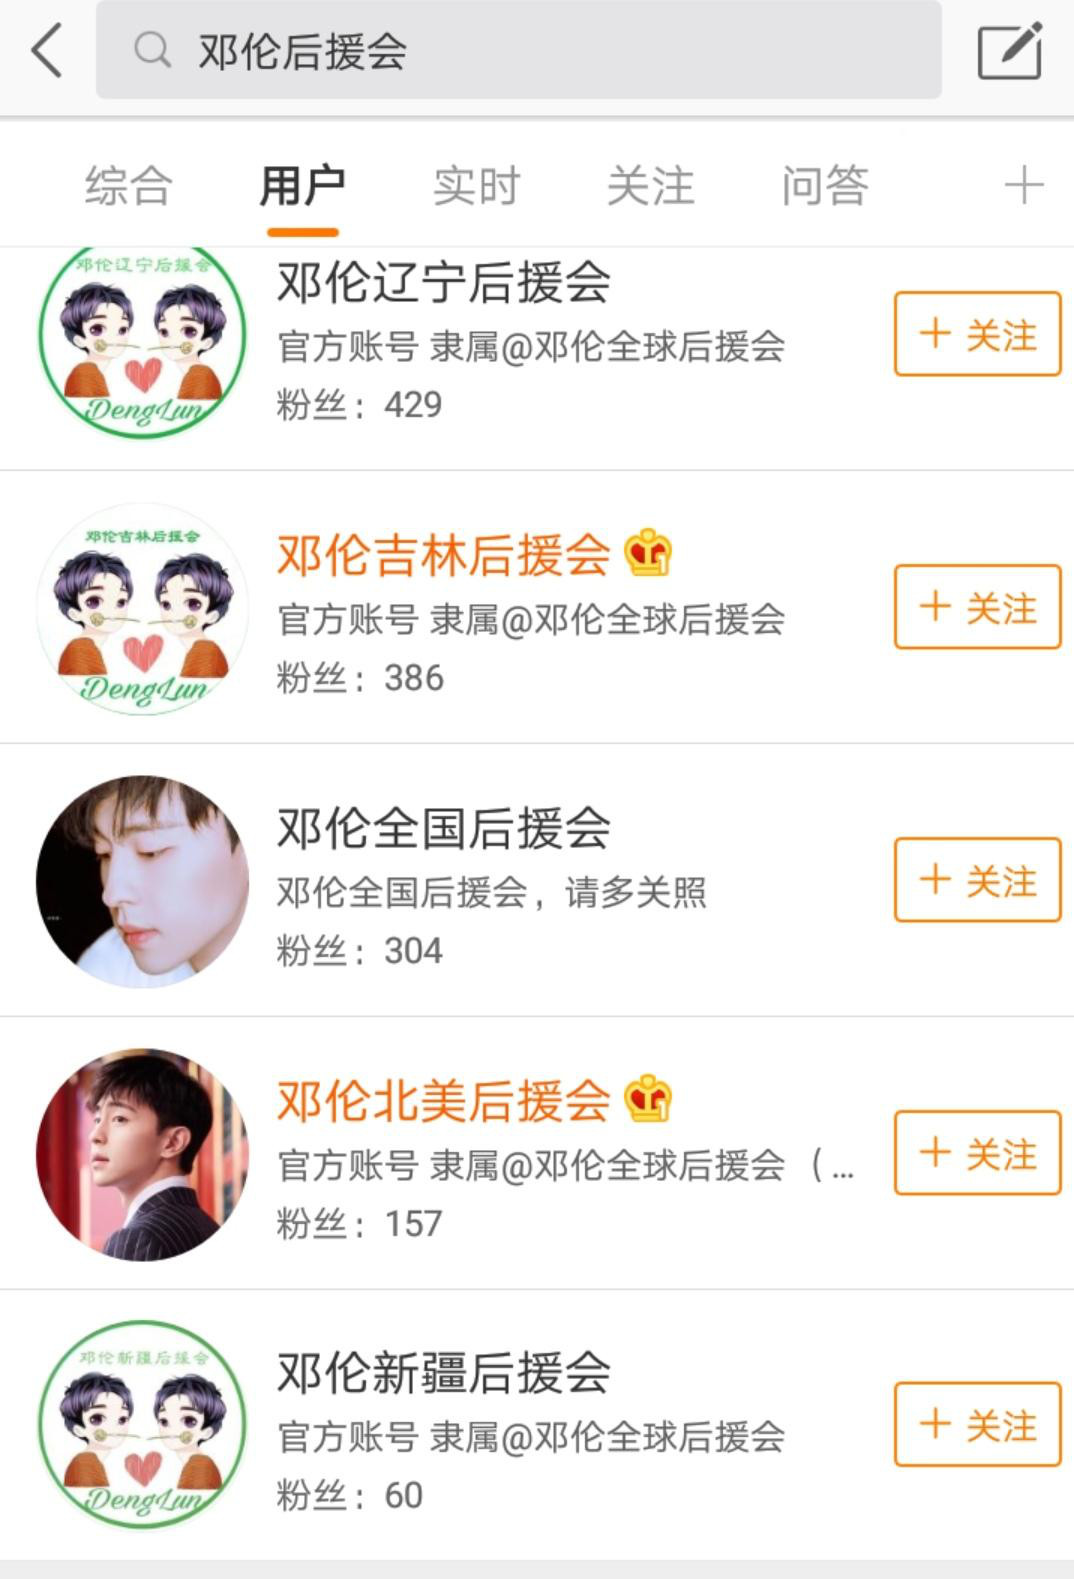 邓伦后援会
综合 用户 实时 关注 问答
邓伦辽宁后援会
DengLun
邓伦辽宁后援会
官方账号 隶属@邓伦全球后援会
粉丝：429
+ 关注
邓伦吉林后援会
DengLun
邓伦吉林后援会
官方账号 隶属@邓伦全球后援会
粉丝：386
+ 关注
邓伦全国后援会
邓伦全国后援会，请多关照
粉丝：304
+ 关注
邓伦北美后援会
官方账号 隶属@邓伦全球后援会（...
粉丝：157
+ 关注
邓伦新疆后援会
DengLun
邓伦新疆后援会
官方账号 隶属@邓伦全球后援会
粉丝：60
+ 关注